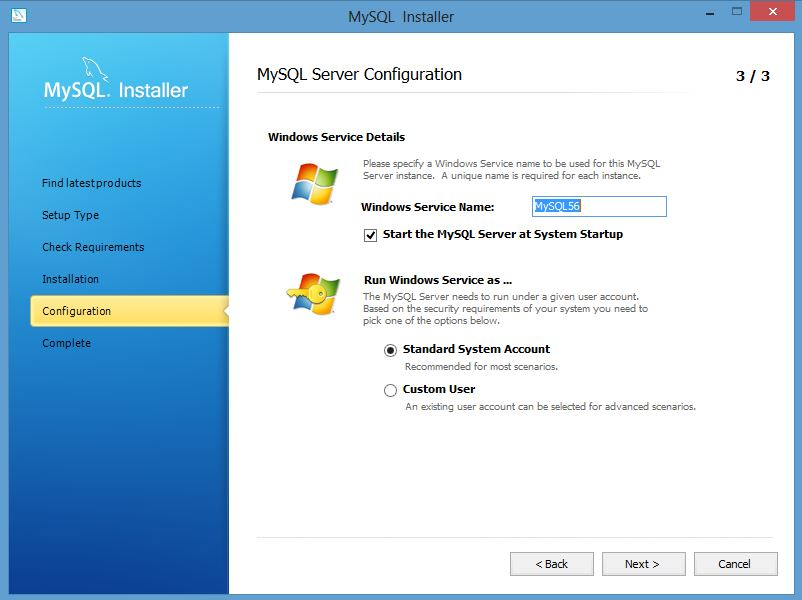 MySQL Installer
MySQL Installer
Find latest products
Setup Type
Check Requirements
Installation
Configuration
Complete
MySQL Server Configuration
3 / 3
Windows Service Details
Please specify a Windows Service name to be used for this MySQL
Server instance. A unique name is required for each instance.
Windows Service Name:
MySQL56
Start the MySQL Server at System Startup
Run Windows Service as ...
The MySQL Server needs to run under a given user account.
Based on the security requirements of your system you need to
pick one of the options below.
Standard System Account
Recommended for most scenarios.
Custom User
An existing user account can be selected for advanced scenarios.
< Back
Next >
Cancel